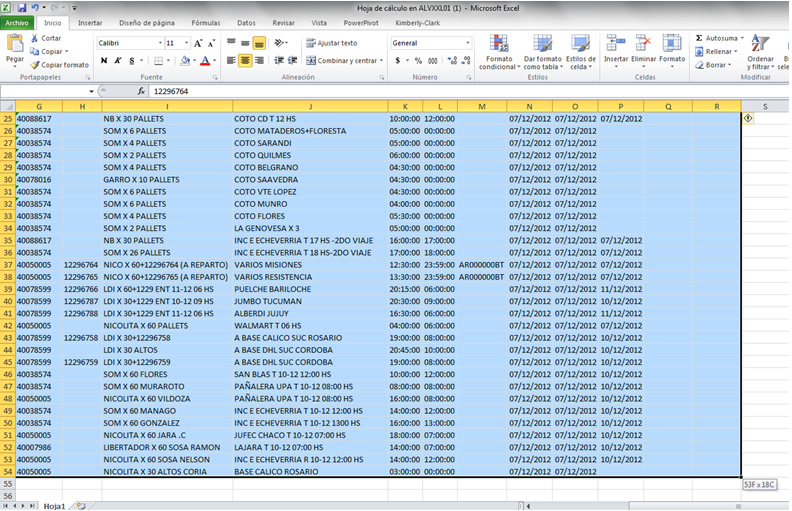 Hoja de cálculo en ALVXXL01 (1) - Microsoft Excel
Archivo Inicio Insertar Diseño de página Fórmulas Datos Revisar Vista PowerPivot Kimberly-Clark
Pegar Cortar Copiar Copiar formato Portapapeles
Calibri 11 N K S Fuente
Ajustar texto Combinar y centrar Alineación
General $ % 000 Número
Formato condicional Dar formato como tabla Estilos de celda Estilos
Insertar Eliminar Formato Celdas
Σ Autosuma Rellenar Borrar Ordenar y filtrar Modificar
fx 12296764
G H I J K L M N O P Q R S
25 40088617 NB X 30 PALLETS COTO CD T 12 HS 10:00:00 12:00:00 07/12/2012 07/12/2012 07/12/2012
26 40038574 SOM X 6 PALLETS COTO MATADEROS+FLORESTA 05:00:00 00:00:00 07/12/2012 07/12/2012
27 40038574 SOM X 4 PALLETS COTO SARANDI 05:00:00 00:00:00 07/12/2012 07/12/2012
28 40038574 SOM X 2 PALLETS COTO QUILMES 06:00:00 00:00:00 07/12/2012 07/12/2012
29 40038574 SOM X 4 PALLETS COTO BELGRANO 04:30:00 00:00:00 07/12/2012 07/12/2012
30 40078016 GARRO X 10 PALLETS COTO SAAVEDRA 04:30:00 00:00:00 07/12/2012 07/12/2012
31 40038574 SOM X 6 PALLETS COTO VTE LOPEZ 04:30:00 00:00:00 07/12/2012 07/12/2012
32 40038574 SOM X 6 PALLETS COTO MUNRO 04:00:00 00:00:00 07/12/2012 07/12/2012
33 40038574 SOM X 4 PALLETS COTO FLORES 05:30:00 00:00:00 07/12/2012 07/12/2012
34 40038574 SOM X 2 PALLETS LA GENOVESA X 3 05:00:00 00:00:00 07/12/2012 07/12/2012
35 40088617 NB X 30 PALLETS INC E ECHEVERRIA T 17 HS -2DO VIAJE 16:00:00 17:00:00 07/12/2012 07/12/2012 07/12/2012
36 40038574 SOM X 26 PALLETS INC E ECHEVERRIA T 18 HS-2DO VIAJE 17:00:00 18:00:00 07/12/2012 07/12/2012 07/12/2012
37 40050005 12296764 NICO X 60+12296764 (A REPARTO) VARIOS MISIONES 12:30:00 23:59:00 AR000000BT 07/12/2012 07/12/2012 07/12/2012
38 40050005 12296765 NICO X 60+12296765 (A REPARTO) VARIOS RESISTENCIA 13:30:00 23:59:00 AR000000BT 07/12/2012 07/12/2012 07/12/2012
39 40078599 12296766 LDI X 60+1229 ENT 11-12 06 HS PUELCHE BARILOCHE 20:15:00 06:00:00 07/12/2012 07/12/2012 11/12/2012
40 40078599 12296787 LDI X 30+1229 ENT 10-12 09 HS JUMBO TUCUMAN 20:30:00 09:00:00 07/12/2012 07/12/2012 10/12/2012
41 40078599 12296788 LDI X 60+1229 ENT 11-12 06 HS ALBERDI JUJUY 16:30:00 06:00:00 07/12/2012 07/12/2012 11/12/2012
42 40050005 NICOLITA X 60 PALLETS WALMART T 06 HS 04:00:00 06:00:00 07/12/2012 07/12/2012 07/12/2012
43 40078599 12296758 LDI X 30+12296758 A BASE CALICO SUC ROSARIO 19:00:00 08:00:00 07/12/2012 07/12/2012 10/12/2012
44 40078599 LDI X 30 ALTOS A BASE DHL SUC CORDOBA 20:45:00 10:00:00 07/12/2012 07/12/2012 10/12/2012
45 40078599 12296759 LDI X 30+12296759 A BASE DHL SUC CORDOBA 19:00:00 08:00:00 07/12/2012 07/12/2012 10/12/2012
46 40038574 SOM X 60 FLORES SAN BLAS T 10-12 12:00 HS 10:00:00 12:00:00 07/12/2012 07/12/2012 10/12/2012
47 40038574 SOM X 60 MURAROTO PAÑALERA UPA T 10-12 08:00 HS 08:00:00 08:00:00 07/12/2012 07/12/2012 10/12/2012
48 40050005 NICOLITA X 60 VILDOZA PAÑALERA UPA T 10-12 08:00 HS 16:00:00 08:00:00 07/12/2012 07/12/2012 10/12/2012
49 40038574 SOM X 60 MANAGO INC E ECHEVERRIA T 10-12 12:00 HS 14:00:00 12:00:00 07/12/2012 07/12/2012 10/12/2012
50 40038574 SOM X 60 GONZALEZ INC E ECHEVERRIA T 10-12 1300 HS 16:00:00 13:00:00 07/12/2012 07/12/2012 10/12/2012
51 40050005 NICOLITA X 60 JARA .C JUFEC CHACO T 10-12 07:00 HS 18:00:00 07:00:00 07/12/2012 07/12/2012 10/12/2012
52 40007986 LIBERTADOR X 60 SOSA RAMON LAJARA T 10-12 07:00 HS 14:00:00 07:00:00 07/12/2012 07/12/2012 10/12/2012
53 40050005 NICOLITA X 60 SOSA NELSON INC E ECHEVERRIA R 10-12 12:00 HS 14:00:00 12:00:00 07/12/2012 07/12/2012 10/12/2012
54 40050005 NICOLITA X 30 ALTOS CORIA BASE CALICO ROSARIO 03:00:00 00:00:00 07/12/2012 07/12/2012
55 53F x 18C
56
Hoja1